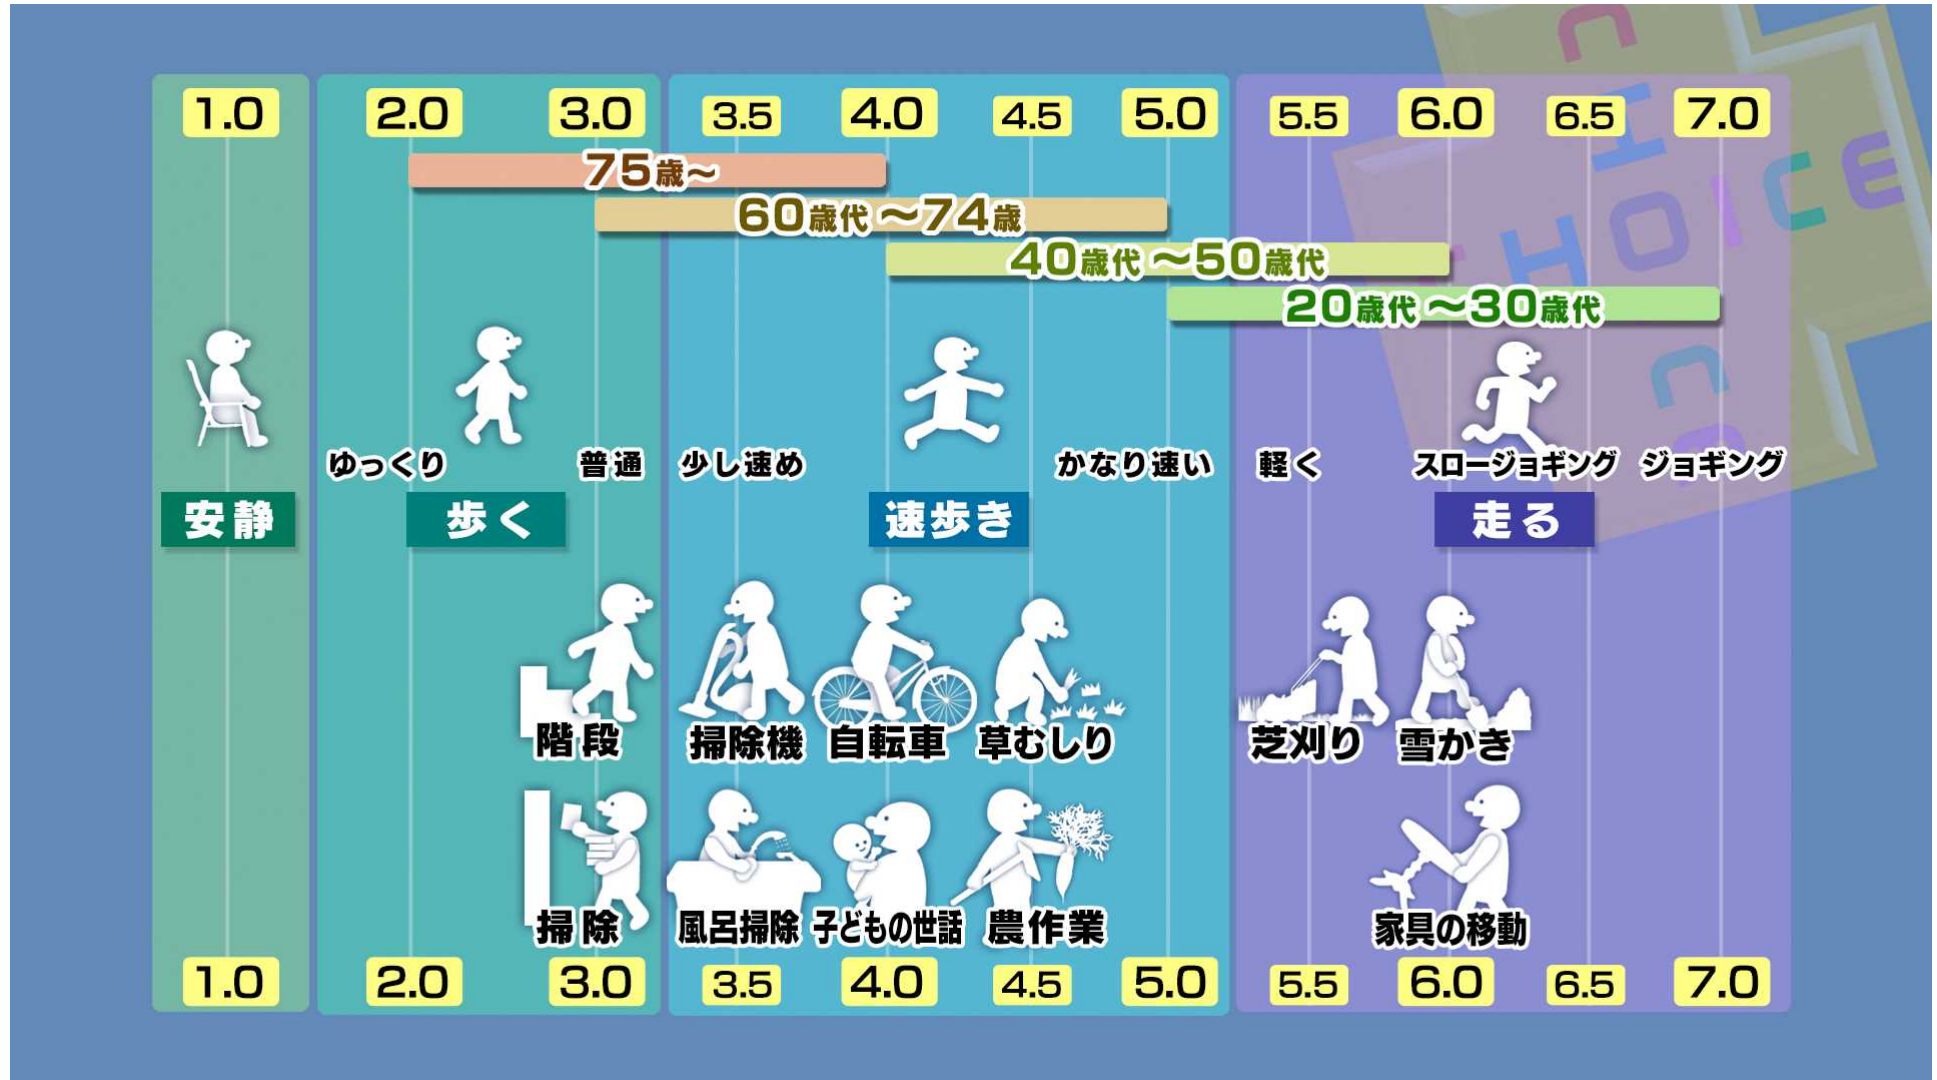 1.0 2.0 3.0 3.5 4.0 4.5 5.0 5.5 6.0 6.5 7.0
75歳～
60歳代～74歳
40歳代～50歳代
20歳代～30歳代
CHOICE
ゆっくり 普通 少し速め かなり速い 軽く スロージョギング ジョギング
安静 歩く 速歩き 走る
階段 掃除機 自転車 草むしり 芝刈り 雪かき
掃除 風呂掃除 子どもの世話 農作業 家具の移動
1.0 2.0 3.0 3.5 4.0 4.5 5.0 5.5 6.0 6.5 7.0